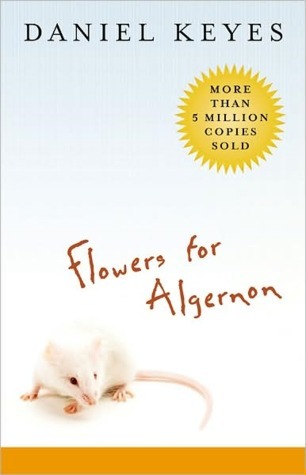 DANIEL KEYES
MORE
THAN
5 MILLION
COPIES
SOLD
Flowers for
Algernon